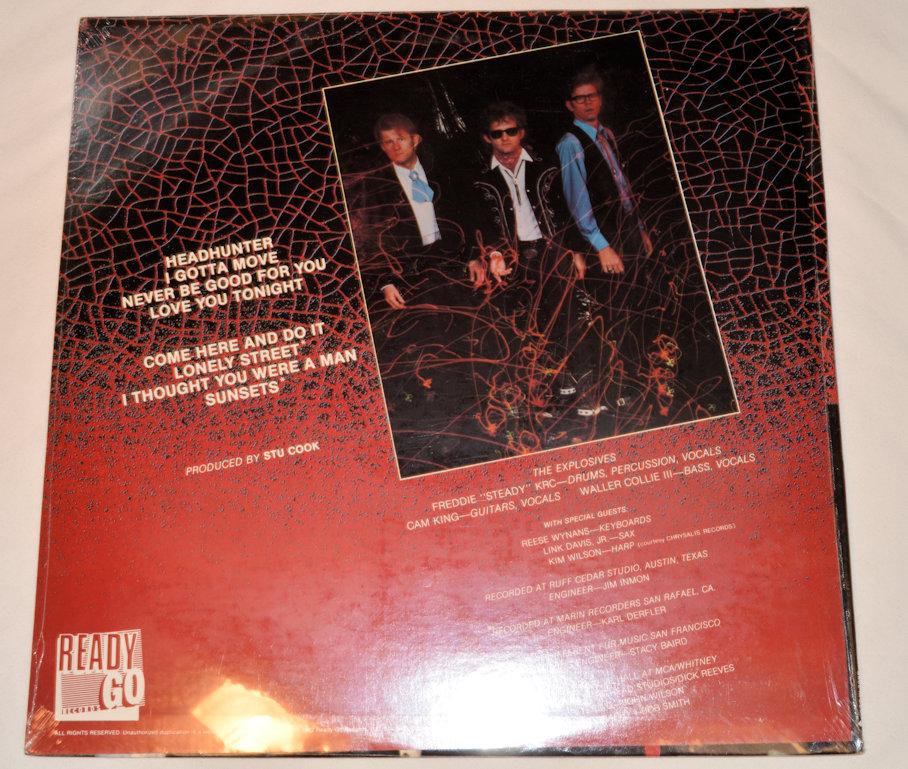 HEADHUNTER
I GOTTA MOVE
NEVER BE GOOD FOR YOU
LOVE YOU TONIGHT
COME HERE AND DO IT
LONELY STREET
I THOUGHT YOU WERE A MAN
SUNSETS*
PRODUCED BY STU COOK
THE EXPLOSIVES
FREDDIE "STEADY" KRC—DRUMS, PERCUSSION, VOCALS
CAM KING—GUITARS, VOCALS WALLER COLLIE III—BASS, VOCALS
WITH SPECIAL GUESTS:
REESE WYNANS—KEYBOARDS
LINK DAVIS, JR.—SAX
KIM WILSON—HARP (courtesy CHRYSALIS RECORDS)
RECORDED AT RUFF CEDAR STUDIO, AUSTIN, TEXAS
ENGINEER—JIM INMON
*RECORDED AT MARIN RECORDERS SAN RAFAEL, CA.
ENGINEER—KARL DERFLER
FUR MUSIC SAN FRANCISCO
STACY BAIRD
AT MCA/WHITNEY
STUDIOS/DICK REEVES
WILSON
SMITH
READY
GO
RECORDS
ALL RIGHTS RESERVED. Unauthorized duplication is a